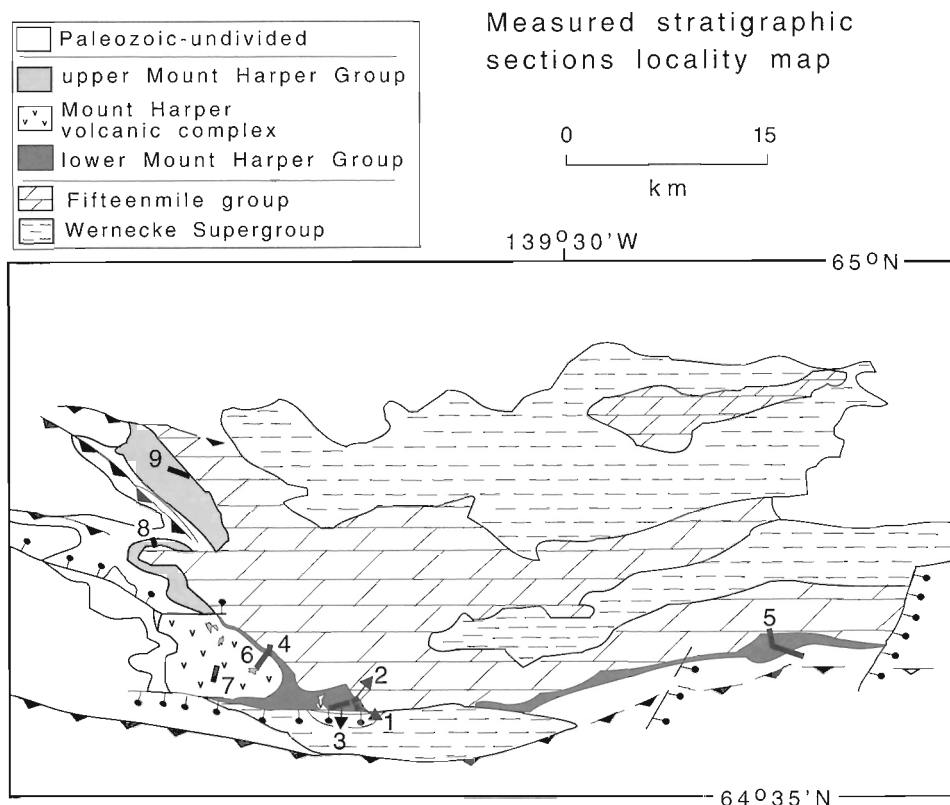 Measured stratigraphic
sections locality map
Paleozoic-undivided
upper Mount Harper Group
Mount Harper
volcanic complex
lower Mount Harper Group
Fifteenmile group
Wernecke Supergroup
0 15
km
139°30'W
65°N
9
8
5
6 4
7
2
1
3
64°35'N